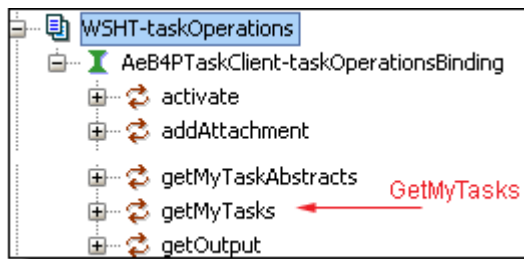 WSHT-taskOperations
AeB4PTaskClient-taskOperationsBinding
activate
addAttachment
getMyTaskAbstracts
getMyTasks GetMyTasks
getOutput